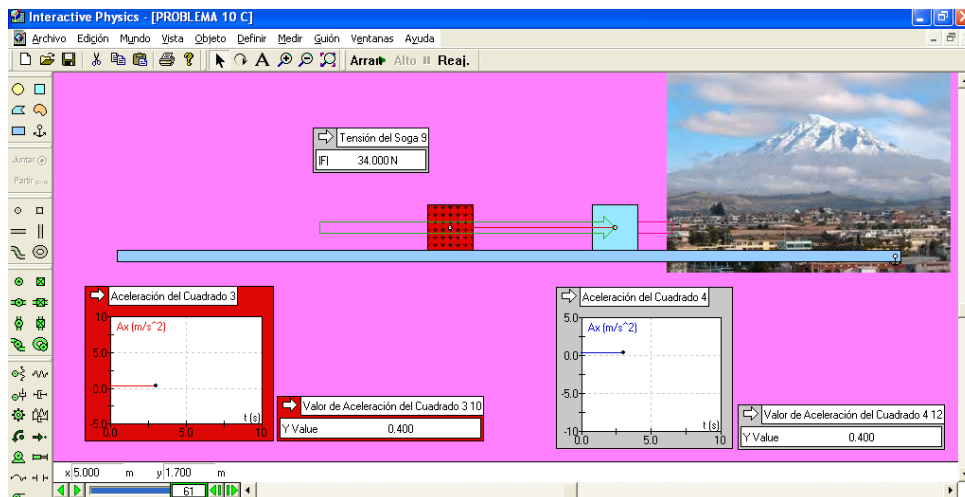 Interactive Physics - [PROBLEMA 10 C]
Archivo Edición Mundo Vista Objeto Definir Medir Guión Ventanas Ayuda
A Arran Alto Reaj.
Juntar
Partir
Tensión del Soga 9
|F| 34.000 N
Aceleración del Cuadrado 3
10
Ax (m/s^2)
5.0
0.0
-5.0
0.0 5.0 10
t (s)
Valor de Aceleración del Cuadrado 3 10
Y Value 0.400
Aceleración del Cuadrado 4
5.0
Ax (m/s^2)
0.0
-5.0
-10
0.0 5.0 10
t (s)
Valor de Aceleración del Cuadrado 4 12
Y Value 0.400
x 5.000 m y 1.700 m
61